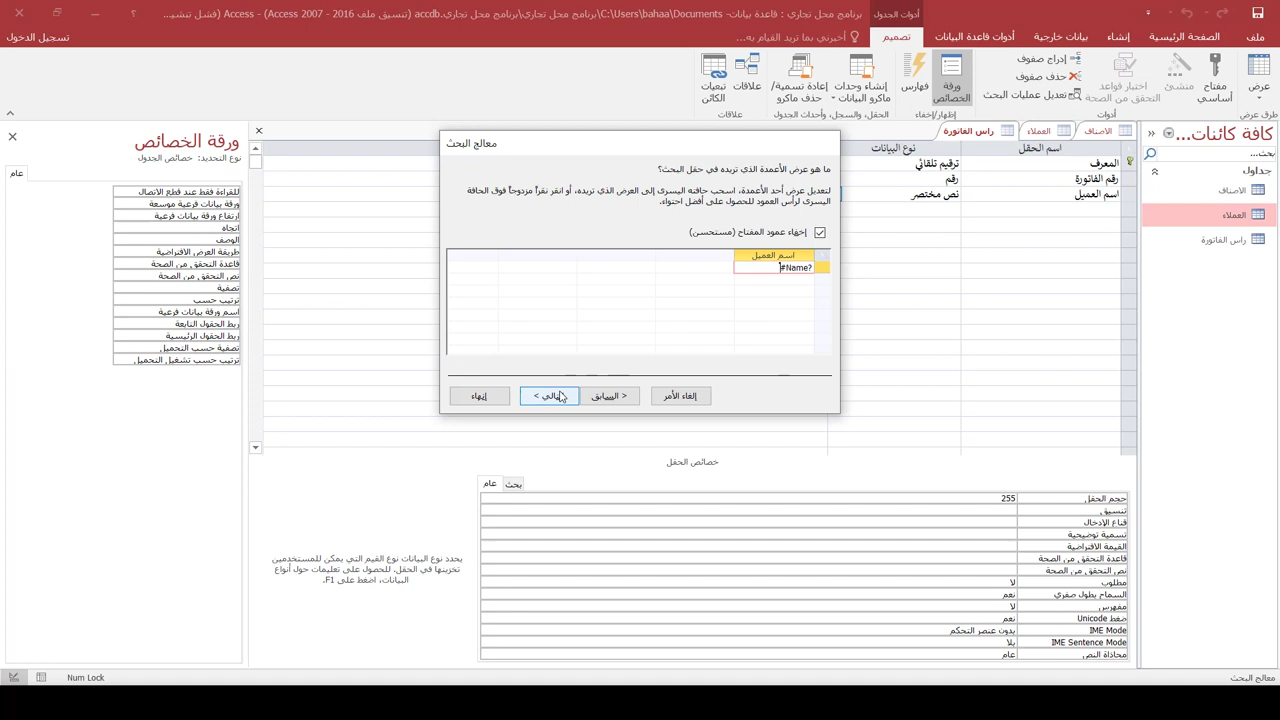 برنامج محل تجاري : قاعدة بيانات- C:\Users\bahaa\Documents\برنامج محل تجاري\برنامج محل تجاري.accdb (تنسيق ملف Access 2007 - 2016) - Access (فشل تنشي...
أدوات الجدول
ملف
الصفحة الرئيسية
إنشاء
بيانات خارجية
أدوات قاعدة البيانات
تصميم
أخبرني بما تريد القيام به...
تسجيل الدخول
عرض
طرق عرض
مفتاح أساسي
منشئ
اختبار قواعد التحقق من الصحة
إدراج صفوف
حذف صفوف
تعديل عمليات البحث
أدوات
ورقة الخصائص
فهارس
إظهار/إخفاء
إنشاء وحدات ماكرو البيانات
إعادة تسمية/حذف ماكرو
الحقل، والسجل، وأحداث الجدول
علاقات
تبعيات الكائن
علاقات
كافة كائنات...
بحث...
جداول
الاصناف
العملاء
راس الفاتورة
الاصناف
العملاء
راس الفاتورة
اسم الحقل
نوع البيانات
المعرف
ترقيم تلقائي
رقم الفاتورة
رقم
اسم العميل
نص مختصر
معالج البحث
ما هو عرض الأعمدة الذي تريده في حقل البحث؟
لتعديل عرض أحد الأعمدة، اسحب حافته اليسرى إلى العرض الذي تريده، أو انقر نقراً مزدوجاً فوق الحافة
اليسرى لرأس العمود للحصول على أفضل احتواء.
إخفاء عمود المفتاح (مستحسن)
اسم العميل
#Name?
إلغاء الأمر
< السابق
التالي >
إنهاء
خصائص الحقل
عام
بحث
حجم الحقل
255
تنسيق
قناع الإدخال
تسمية توضيحية
القيمة الافتراضية
قاعدة التحقق من الصحة
نص التحقق من الصحة
مطلوب
لا
السماح بطول صفري
نعم
مفهرس
لا
ضغط Unicode
نعم
IME Mode
بدون عنصر التحكم
IME Sentence Mode
بلا
محاذاة النص
عام
يحدد نوع البيانات نوع القيم التي يمكن للمستخدمين
تخزينها في الحقل. للحصول على تعليمات حول أنواع
البيانات، اضغط على F1.
ورقة الخصائص
نوع التحديد: خصائص الجدول
عام
للقراءة فقط عند قطع الاتصال
ورقة بيانات فرعية موسعة
ارتفاع ورقة بيانات فرعية
اتجاه
الوصف
طريقة العرض الافتراضية
قاعدة التحقق من الصحة
نص التحقق من الصحة
تصفية
ترتيب حسب
اسم ورقة بيانات فرعية
ربط الحقول التابعة
ربط الحقول الرئيسية
تصفية حسب التحميل
ترتيب حسب تشغيل التحميل
معالج البحث
Num Lock